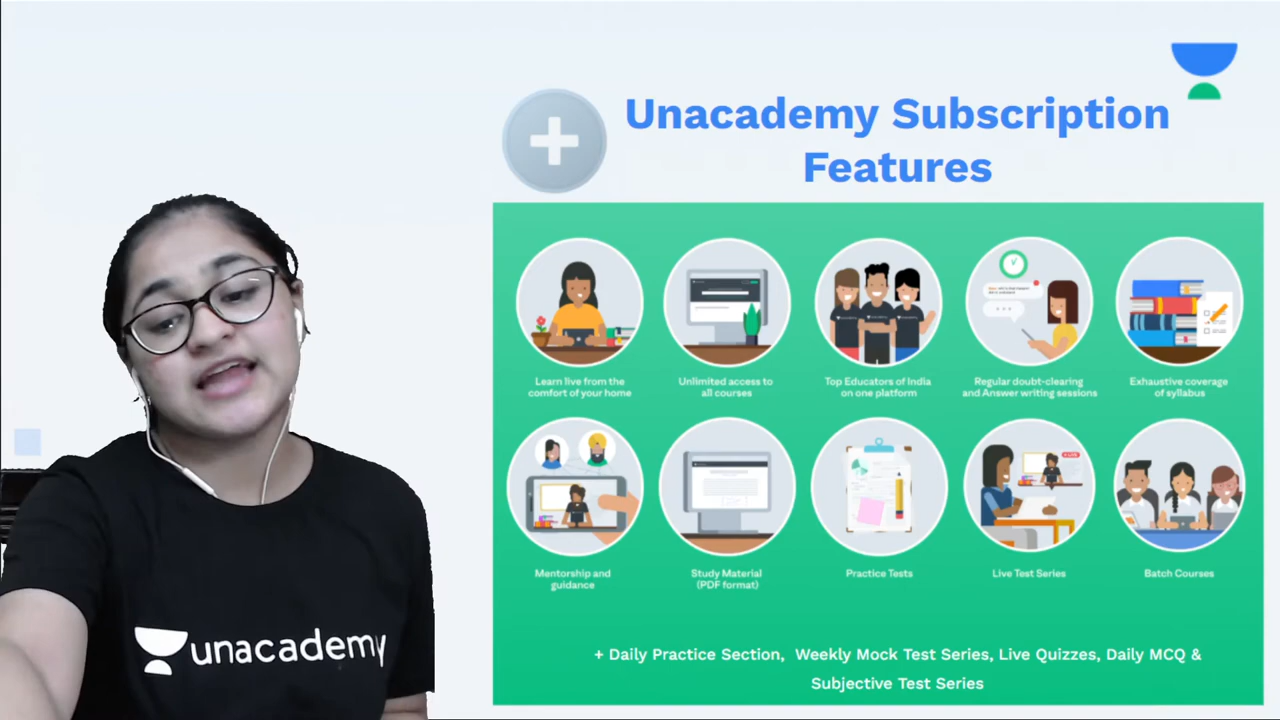 Unacademy Subscription
Features
Learn live from the
comfort of your home
Unlimited access to
all courses
Top Educators of India
on one platform
Regular doubt-clearing
and Answer writing sessions
Exhaustive coverage
of syllabus
Mentorship and
guidance
Study Material
(PDF format)
Practice Tests
Live Test Series
Batch Courses
+ Daily Practice Section, Weekly Mock Test Series, Live Quizzes, Daily MCQ &
Subjective Test Series
unacademy